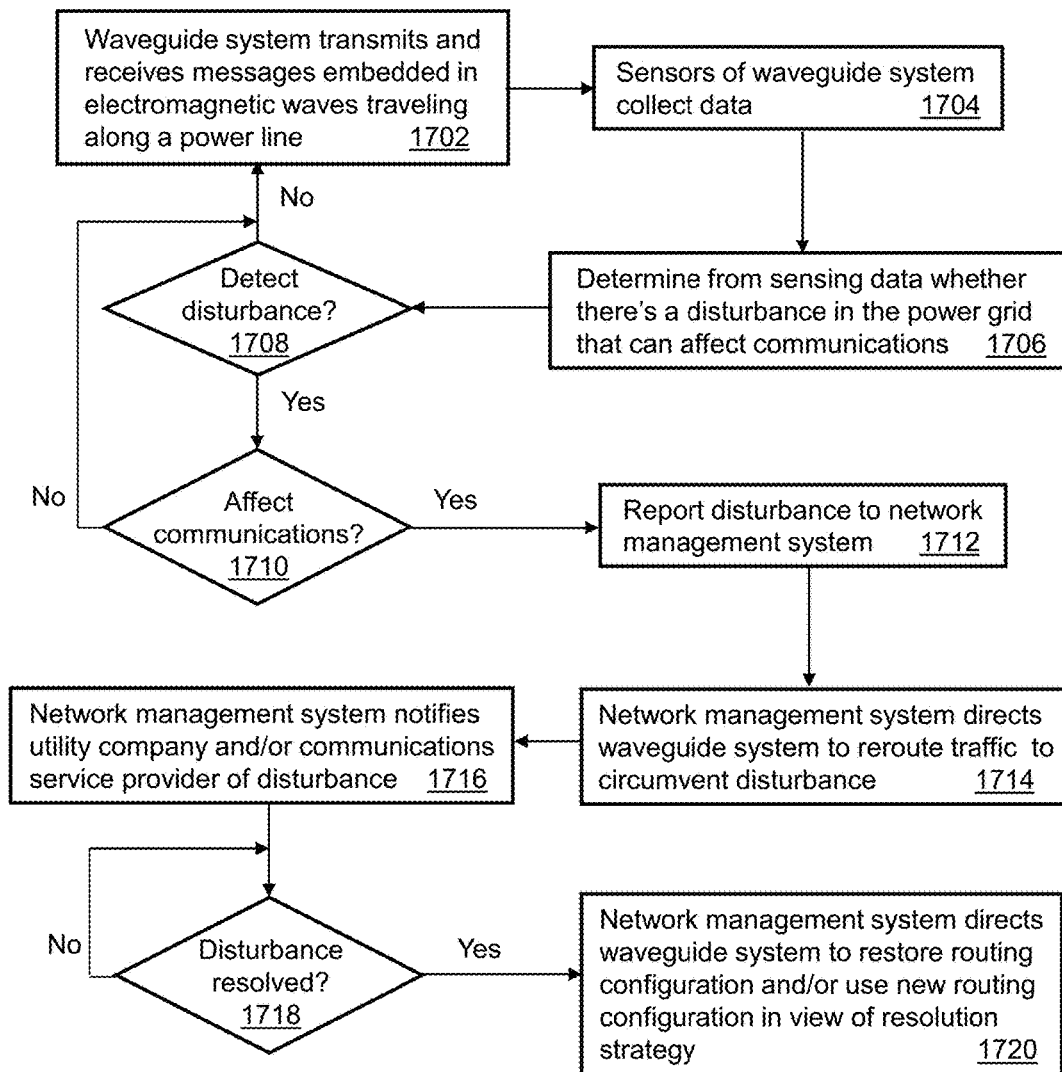 Waveguide system transmits and
receives messages embedded in
electromagnetic waves traveling
along a power line 1702
Sensors of waveguide system
collect data 1704
No
Detect
disturbance?
1708
Determine from sensing data whether
there's a disturbance in the power grid
that can affect communications 1706
Yes
No
Affect
communications?
1710
Yes
Report disturbance to network
management system 1712
Network management system notifies
utility company and/or communications
service provider of disturbance 1716
Network management system directs
waveguide system to reroute traffic to
circumvent disturbance 1714
No
Disturbance
resolved?
1718
Yes
Network management system directs
waveguide system to restore routing
configuration and/or use new routing
configuration in view of resolution
strategy 1720